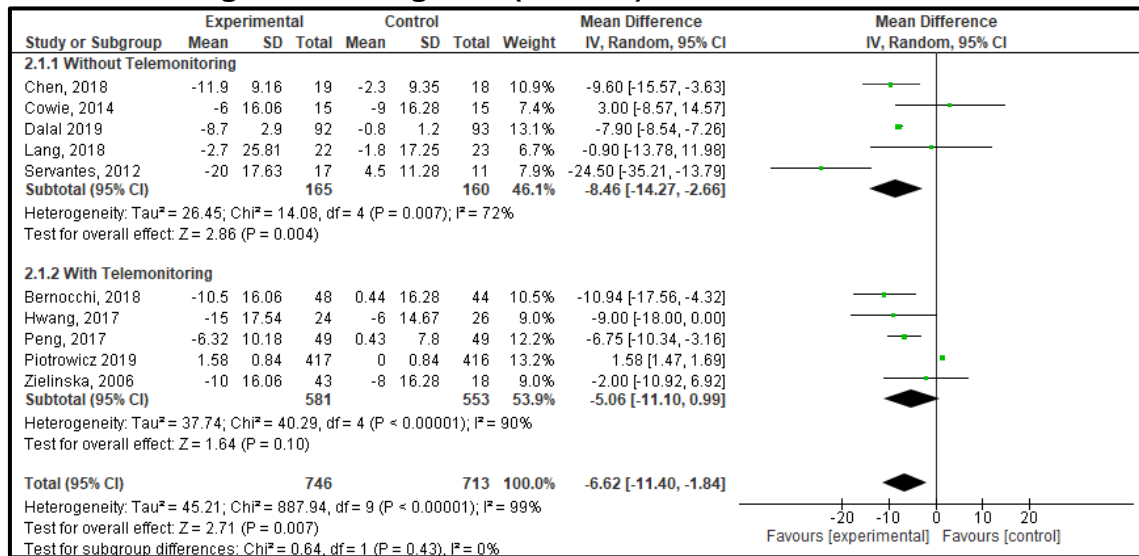 Experimental Control Mean Difference Mean Difference
Study or Subgroup Mean SD Total Mean SD Total Weight IV, Random, 95% CI IV, Random, 95% CI
2.1.1 Without Telemonitoring
Chen, 2018 -11.9 9.16 19 -2.3 9.35 18 10.9% -9.60 [-15.57, -3.63]
Cowie, 2014 -6 16.06 15 -9 16.28 15 7.4% 3.00 [-8.57, 14.57]
Dalal 2019 -8.7 2.9 92 -0.8 1.2 93 13.1% -7.90 [-8.54, -7.26]
Lang, 2018 -2.7 25.81 22 -1.8 17.25 23 6.7% -0.90 [-13.78, 11.98]
Servantes, 2012 -20 17.63 17 4.5 11.28 11 7.9% -24.50 [-35.21, -13.79]
Subtotal (95% CI) 165 160 46.1% -8.46 [-14.27, -2.66]
Heterogeneity: Tau² = 26.45; Chi² = 14.08, df = 4 (P = 0.007); I² = 72%
Test for overall effect: Z = 2.86 (P = 0.004)
2.1.2 With Telemonitoring
Bernocchi, 2018 -10.5 16.06 48 0.44 16.28 44 10.5% -10.94 [-17.56, -4.32]
Hwang, 2017 -15 17.54 24 -6 14.67 26 9.0% -9.00 [-18.00, 0.00]
Peng, 2017 -6.32 10.18 49 0.43 7.8 49 12.2% -6.75 [-10.34, -3.16]
Piotrowicz 2019 1.58 0.84 417 0 0.84 416 13.2% 1.58 [1.47, 1.69]
Zielinska, 2006 -10 16.06 43 -8 16.28 18 9.0% -2.00 [-10.92, 6.92]
Subtotal (95% CI) 581 553 53.9% -5.06 [-11.10, 0.99]
Heterogeneity: Tau² = 37.74; Chi² = 40.29, df = 4 (P < 0.00001); I² = 90%
Test for overall effect: Z = 1.64 (P = 0.10)
Total (95% CI) 746 713 100.0% -6.62 [-11.40, -1.84]
Heterogeneity: Tau² = 45.21; Chi² = 887.94, df = 9 (P < 0.00001); I² = 99%
Test for overall effect: Z = 2.71 (P = 0.007)
Test for subgroup differences: Chi² = 0.64, df = 1 (P = 0.43), I² = 0%
-20 -10 0 10 20
Favours [experimental] Favours [control]